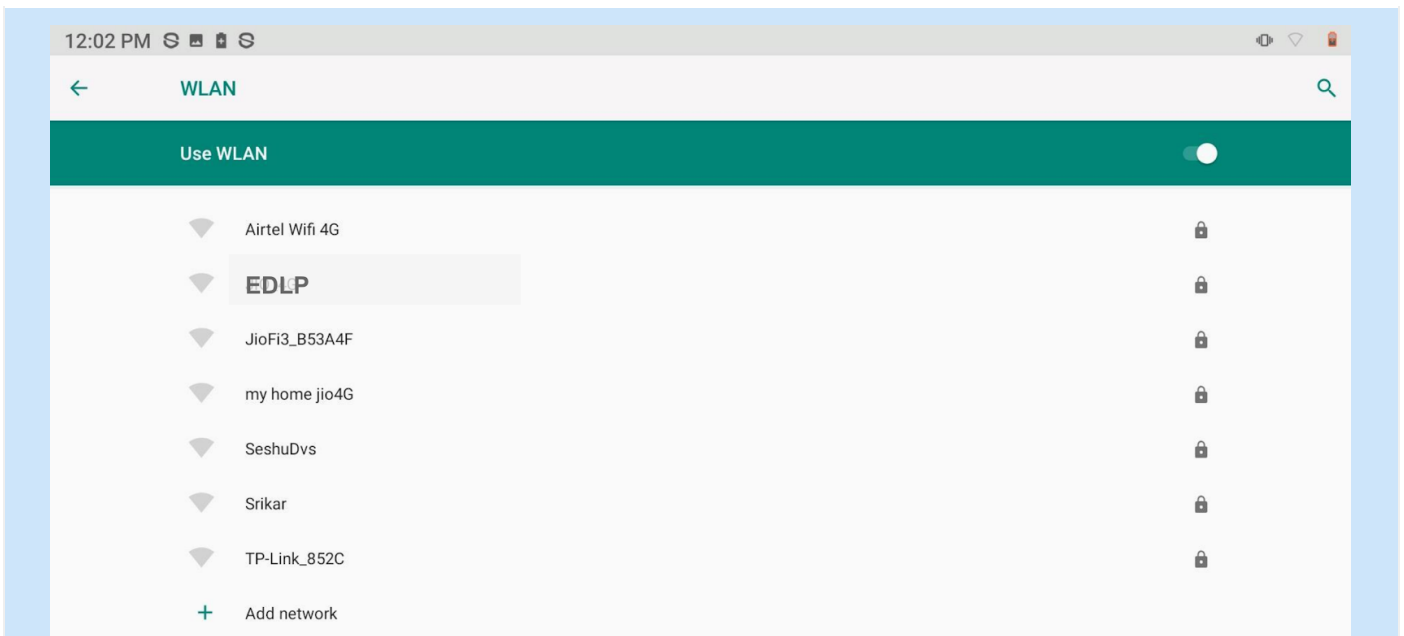 12:02 PM
WLAN
Use WLAN
Airtel Wifi 4G
EDLP
JioFi3_B53A4F
my home jio4G
SeshuDvs
Srikar
TP-Link_852C
Add network